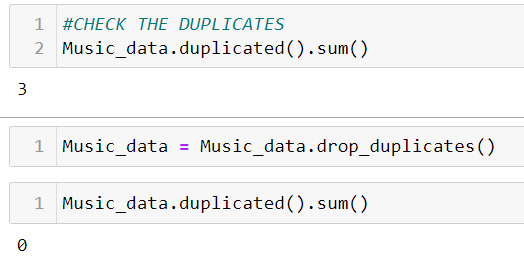 1 #CHECK THE DUPLICATES
2 Music_data.duplicated().sum()
3
1 Music_data = Music_data.drop_duplicates()
1 Music_data.duplicated().sum()
0